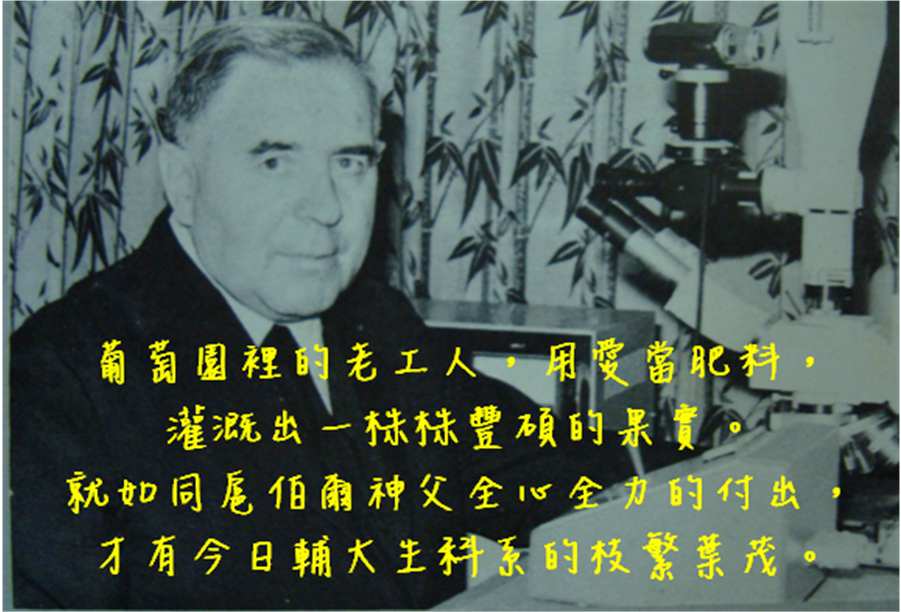 葡萄園裡的老工人，用愛當肥料，
灌溉出一株株豐碩的果實。
就如同扈伯爾神父全心全力的付出，
才有今日輔大生科系的枝繁葉茂。